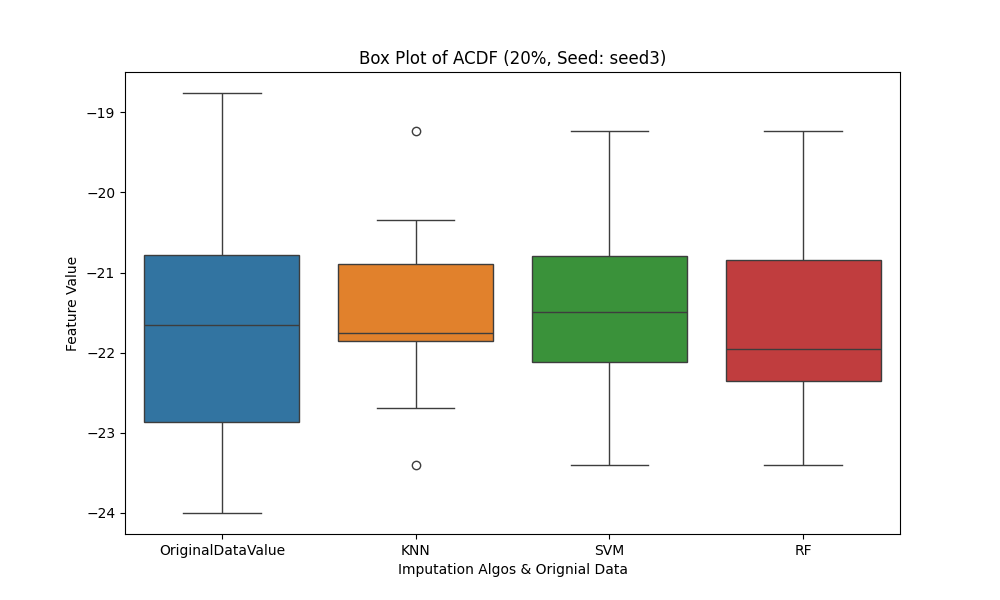 Box Plot of ACDF (20%, Seed: seed3)
Feature Value
−19
−20
−21
−22
−23
−24
OriginalDataValue
KNN
SVM
RF
Imputation Algos & Orignial Data